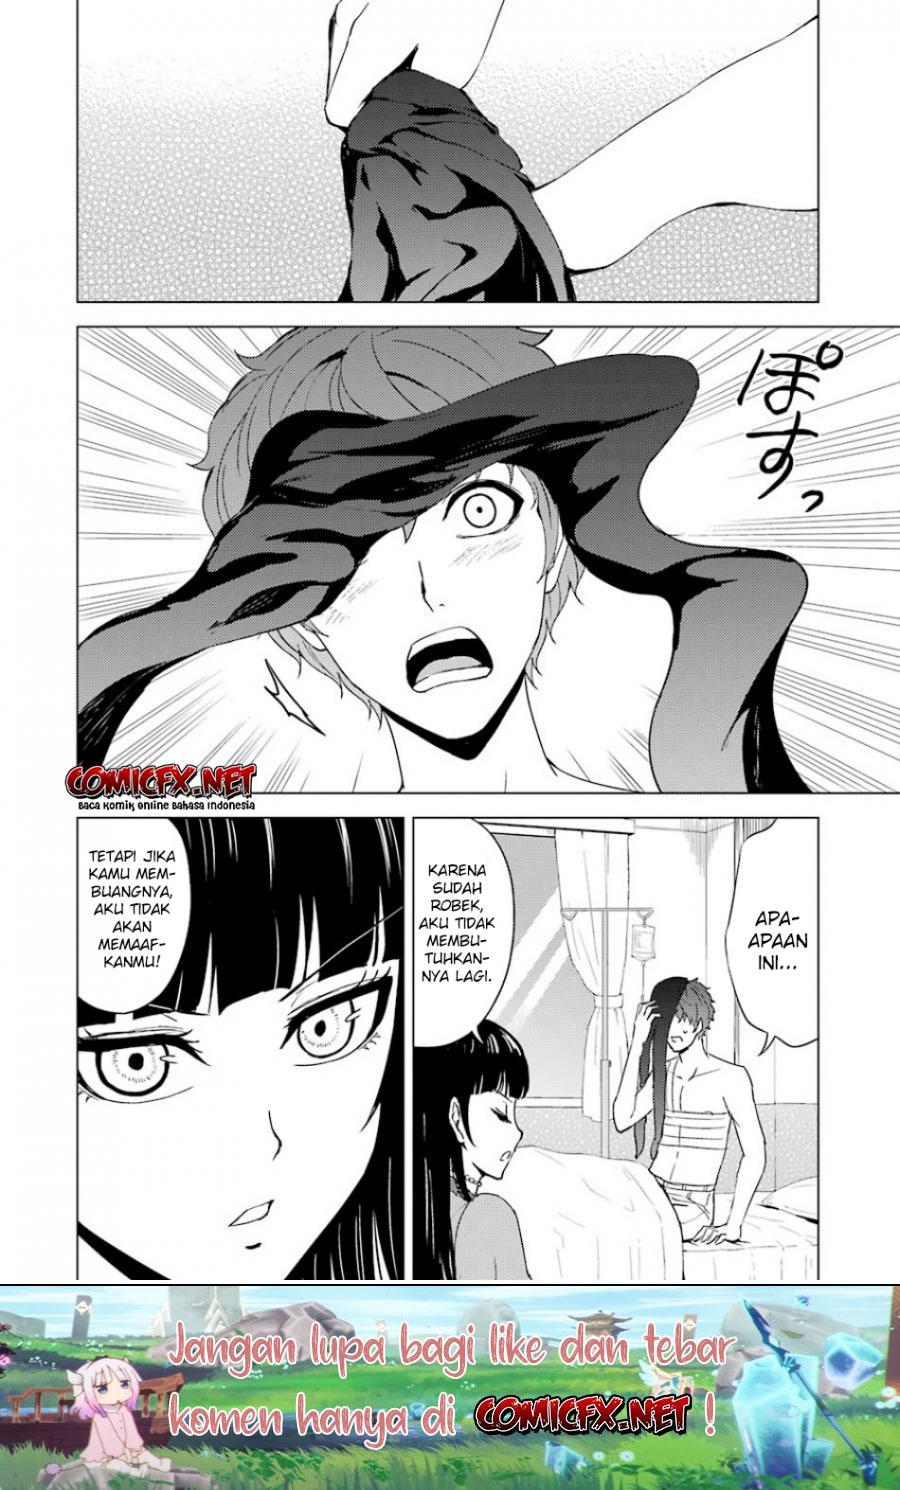 ぽすっ
COMICFX.NET
Baca Komik Online Bahasa Indonesia
APA-
APAAN
INI...
KARENA
SUDAH
ROBEK,
AKU TIDAK
MEMBU-
TUHKAN-
NYA LAGI.
TETAPI JIKA
KAMU MEM-
BUANGNYA,
AKU TIDAK
AKAN
MEMAAF-
KANMU!
Jangan lupa bagi like dan tebar
komen hanya di COMICFX.NET !